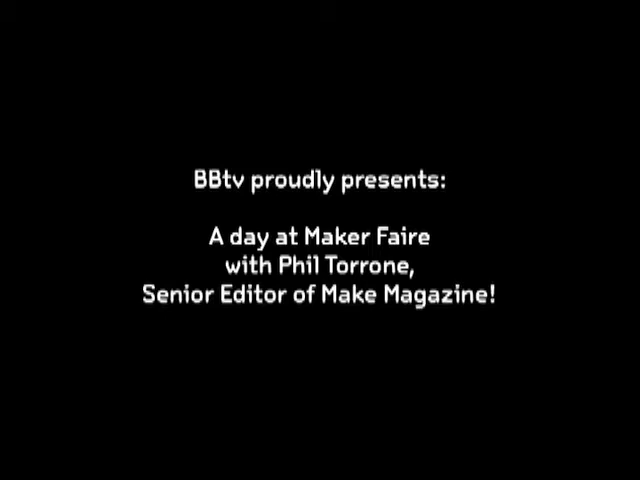 BBtv proudly presents:
A day at Maker Faire
with Phil Torrone,
Senior Editor of Make Magazine!